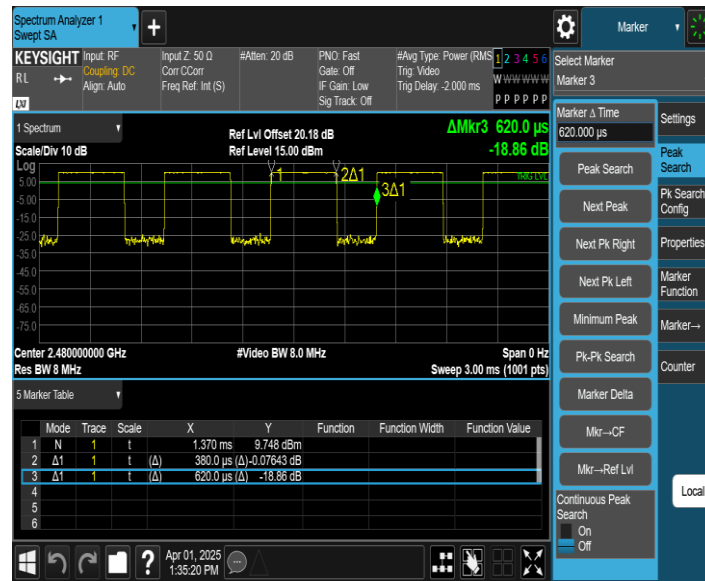 Spectrum Analyzer 1
Swept SA
+
Marker
KEYSIGHT
RL
LXI
Input: RF
Coupling: DC
Align: Auto
Input Z: 50 Ω
Corr CCorr
Freq Ref: Int (S)
#Atten: 20 dB
PNO: Fast
Gate: Off
IF Gain: Low
Sig Track: Off
#Avg Type: Power (RMS
Trig: Video
Trig Delay: -2.000 ms
1 2 3 4 5 6
W W W W W W
P P P P P P
Select Marker
Marker 3
1 Spectrum
Scale/Div 10 dB
Ref Lvl Offset 20.18 dB
Ref Level 15.00 dBm
ΔMkr3 620.0 µs
-18.86 dB
Log
5.00
-5.00
-15.0
-25.0
-35.0
-45.0
-55.0
-65.0
-75.0
1
2Δ1
3Δ1
TRIG LVL
Center 2.480000000 GHz
Res BW 8 MHz
#Video BW 8.0 MHz
Span 0 Hz
Sweep 3.00 ms (1001 pts)
5 Marker Table
Mode Trace Scale X Y Function Function Width Function Value
1 N 1 t 1.370 ms 9.748 dBm
2 Δ1 1 t (Δ) 380.0 µs (Δ) -0.07643 dB
3 Δ1 1 t (Δ) 620.0 µs (Δ) -18.86 dB
4
5
6
Marker Δ Time
620.000 µs
Peak Search
Next Peak
Next Pk Right
Next Pk Left
Minimum Peak
Pk-Pk Search
Marker Delta
Mkr→CF
Mkr→Ref Lvl
Continuous Peak
Search
On
Off
Settings
Peak
Search
Pk Search
Config
Properties
Marker
Function
Marker→
Counter
Local
?
Apr 01, 2025
1:35:20 PM